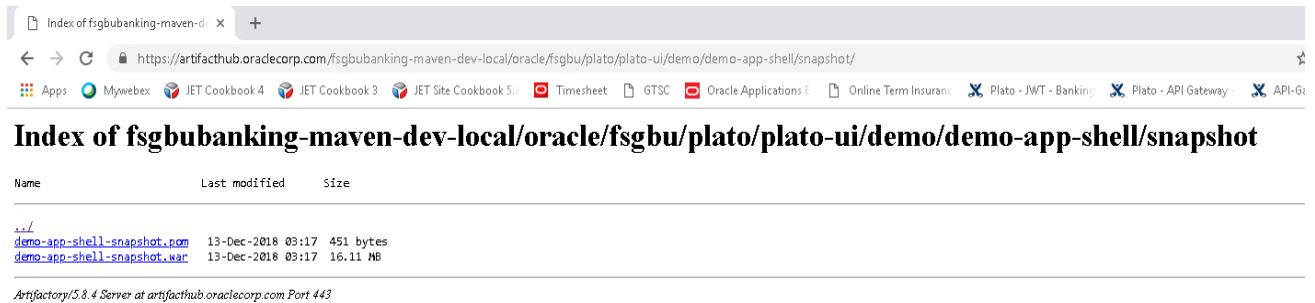 Index of fsgbubanking-maven-de
https://artifacthub.oraclecorp.com/fsgbubanking-maven-dev-local/oracle/fsgbu/plato/plato-ui/demo/demo-app-shell/snapshot/
Apps Mywebex JET Cookbook 4 JET Cookbook 3 JET Site Cookbook 5. Timesheet GTSC Oracle Applications E Online Term Insuranc Plato - JWT - Banking Plato - API Gateway - API-Ga
Index of fsgbubanking-maven-dev-local/oracle/fsgbu/plato/plato-ui/demo/demo-app-shell/snapshot
Name Last modified Size
../
demo-app-shell-snapshot.pom 13-Dec-2018 03:17 451 bytes
demo-app-shell-snapshot.war 13-Dec-2018 03:17 16.11 MB
Artifactory/5.8.4 Server at artifacthub.oraclecorp.com Port 443